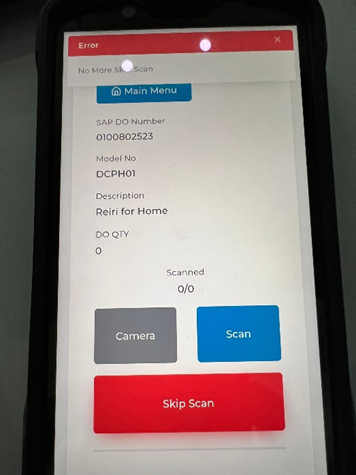 Error
×
No More Skip Scan
Main Menu
SAP DO Number
0100802523
Model No
DCPH01
Description
Reiri for Home
DO QTY
0
Scanned
0/0
Camera
Scan
Skip Scan